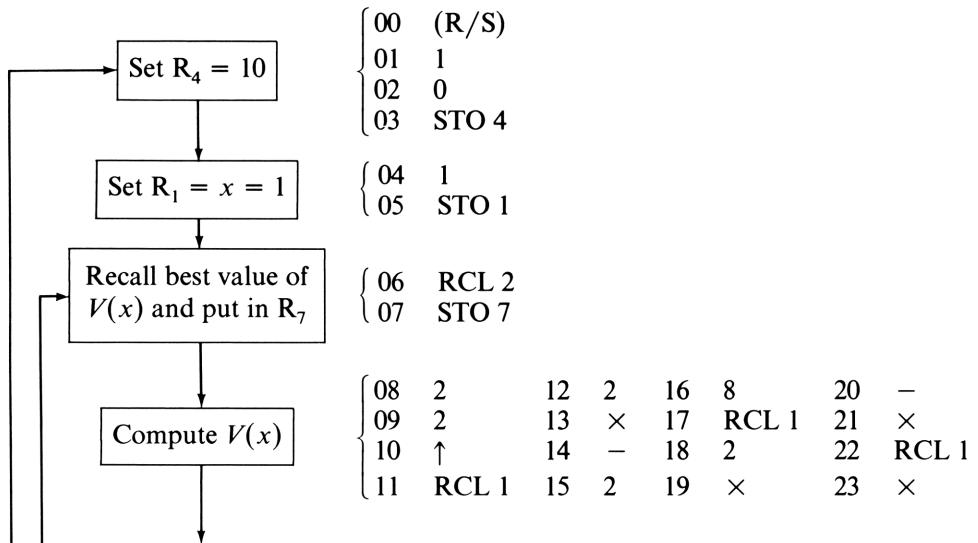 00 (R/S)
Set R₄ = 10
01 1
02 0
03 STO 4
Set R₁ = x = 1
04 1
05 STO 1
Recall best value of
V(x) and put in R₇
06 RCL 2
07 STO 7
Compute V(x)
08 2 12 2 16 8 20 −
09 2 13 × 17 RCL 1 21 ×
10 ↑ 14 − 18 2 22 RCL 1
11 RCL 1 15 2 19 × 23 ×